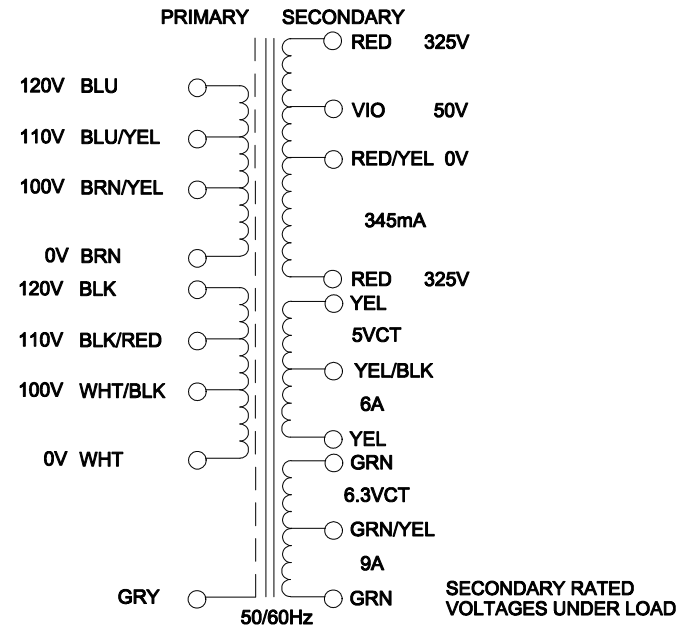 PRIMARY SECONDARY
120V BLU
110V BLU/YEL
100V BRN/YEL
0V BRN
120V BLK
110V BLK/RED
100V WHT/BLK
0V WHT
GRY
RED 325V
VIO 50V
RED/YEL 0V
345mA
RED 325V
YEL
5VCT
YEL/BLK
6A
YEL
GRN
6.3VCT
GRN/YEL
9A
GRN
50/60Hz
SECONDARY RATED
VOLTAGES UNDER LOAD